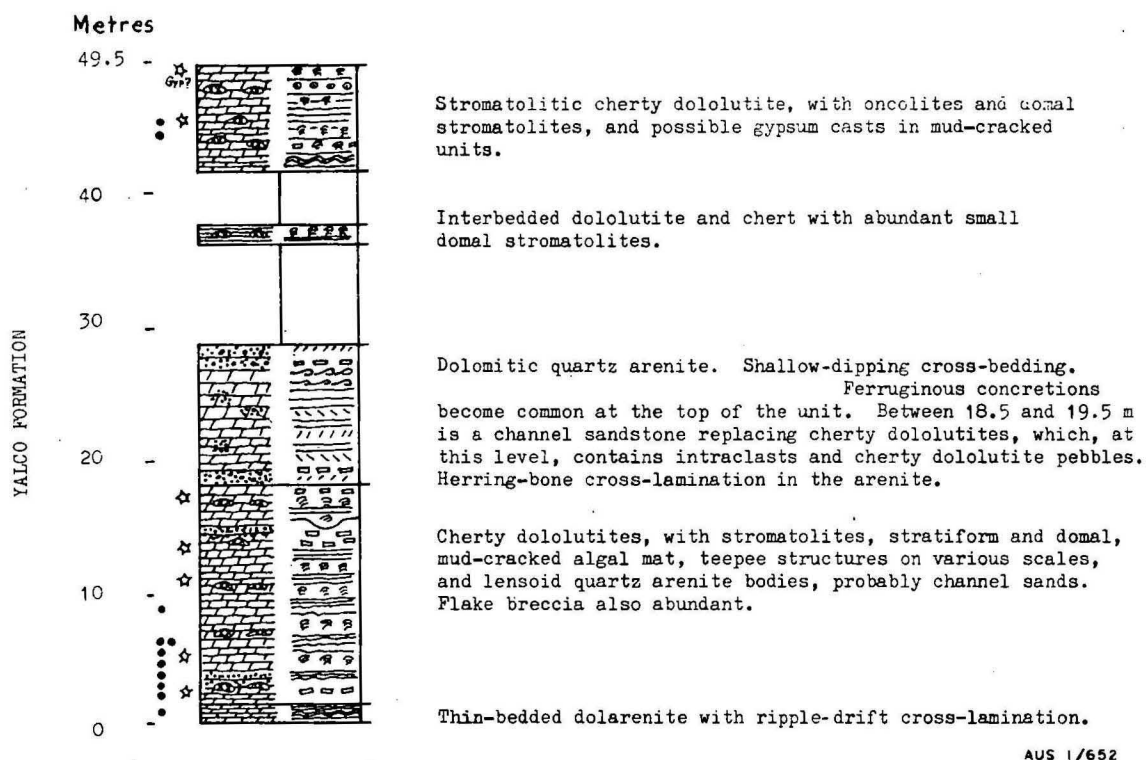 Metres
49.5
Gyp?
Stromatolitic cherty dololutite, with oncolites and domal
stromatolites, and possible gypsum casts in mud-cracked
units.
40
Interbedded dololutite and chert with abundant small
domal stromatolites.
30
YALCO FORMATION
Dolomitic quartz arenite. Shallow-dipping cross-bedding.
Ferruginous concretions
become common at the top of the unit. Between 18.5 and 19.5 m
is a channel sandstone replacing cherty dololutites, which, at
this level, contains intraclasts and cherty dololutite pebbles.
Herring-bone cross-lamination in the arenite.
20
Cherty dololutites, with stromatolites, stratiform and domal,
mud-cracked algal mat, teepee structures on various scales,
and lensoid quartz arenite bodies, probably channel sands.
Flake breccia also abundant.
10
Thin-bedded dolarenite with ripple-drift cross-lamination.
0
AUS 1/652